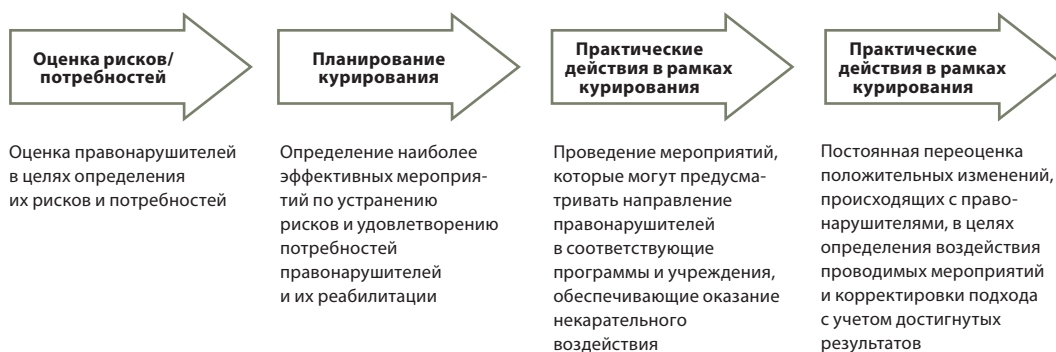 Оценка рисков/
потребностей
Оценка правонарушителей
в целях определения
их рисков и потребностей
Планирование
курирования
Определение наиболее
эффективных мероприя-
тий по устранению
рисков и удовлетворению
потребностей
правонарушителей
и их реабилитации
Практические
действия в рамках
курирования
Проведение мероприятий,
которые могут предусма-
тривать направление
правонарушителей
в соответствующие
программы и учреждения,
обеспечивающие оказание
некарательного
воздействия
Практические
действия в рамках
курирования
Постоянная переоценка
положительных изменений,
происходящих с право-
нарушителями, в целях
определения воздействия
проводимых мероприятий
и корректировки подхода
с учетом достигнутых
результатов